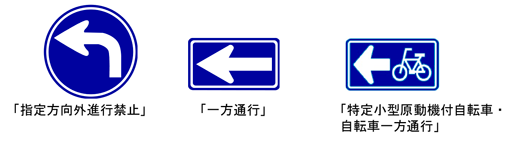 「指定方向外進行禁止」
「一方通行」
「特定小型原動機付自転車・
自転車一方通行」